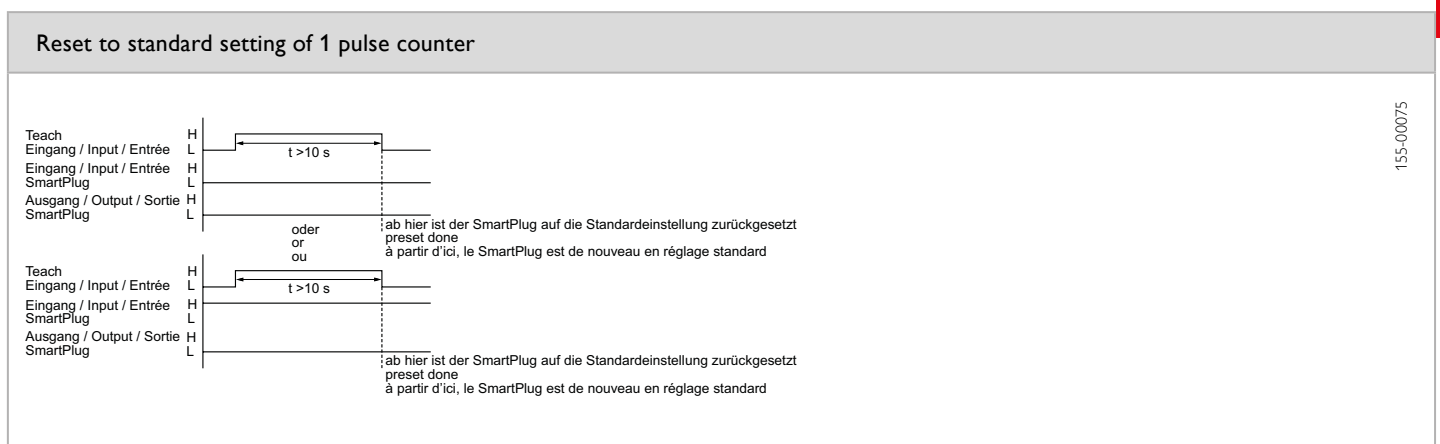 Reset to standard setting of 1 pulse counter
155-00075
Teach H
Eingang / Input / Entrée L
t >10 s
Eingang / Input / Entrée H
SmartPlug L
Ausgang / Output / Sortie H
SmartPlug L
ab hier ist der SmartPlug auf die Standardeinstellung zurückgesetzt
preset done
à partir d’ici, le SmartPlug est de nouveau en réglage standard
oder
or
ou
Teach H
Eingang / Input / Entrée L
t >10 s
Eingang / Input / Entrée H
SmartPlug L
Ausgang / Output / Sortie H
SmartPlug L
ab hier ist der SmartPlug auf die Standardeinstellung zurückgesetzt
preset done
à partir d’ici, le SmartPlug est de nouveau en réglage standard